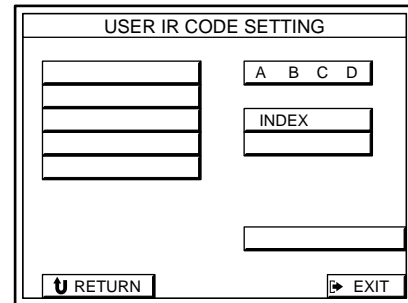 USER IR CODE SETTING
A B C D
INDEX
RETURN
EXIT